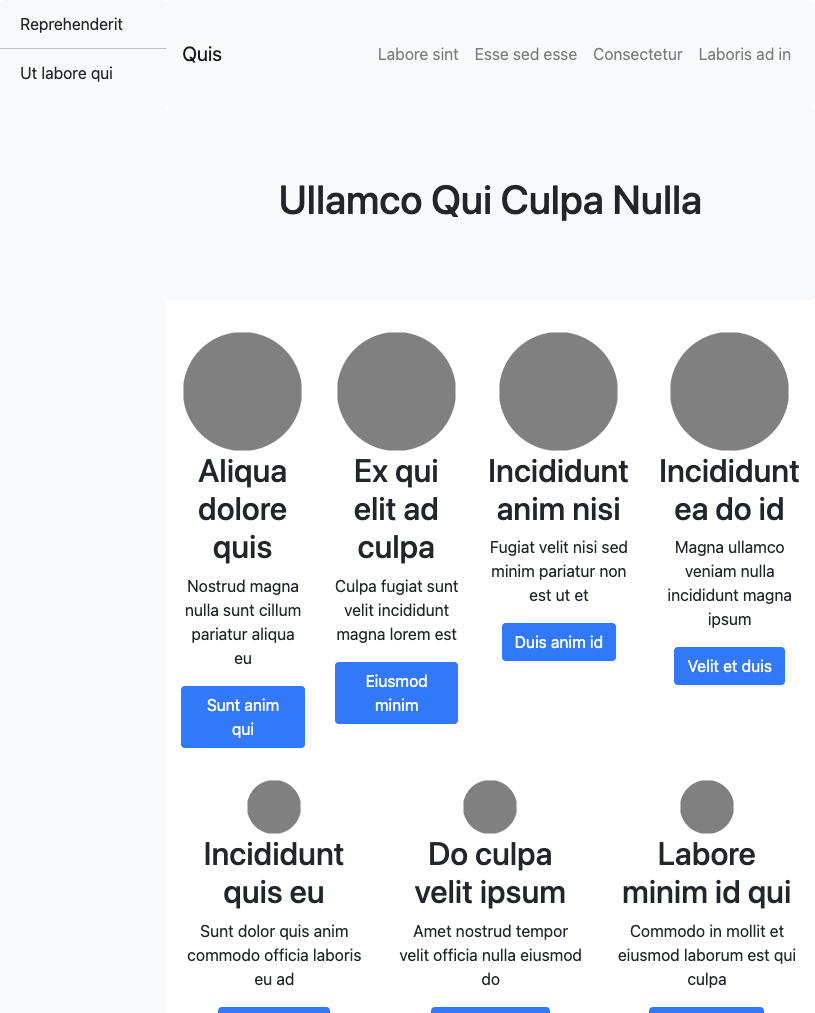 Reprehenderit
Ut labore qui
Quis
Labore sint
Esse sed esse
Consectetur
Laboris ad in
Ullamco Qui Culpa Nulla
Aliqua
dolore
quis
Nostrud magna
nulla sunt cillum
pariatur aliqua
eu
Sunt anim
qui
Ex qui
elit ad
culpa
Culpa fugiat sunt
velit incididunt
magna lorem est
Eiusmod
minim
Incididunt
anim nisi
Fugiat velit nisi sed
minim pariatur non
est ut et
Duis anim id
Incididunt
ea do id
Magna ullamco
veniam nulla
incididunt magna
ipsum
Velit et duis
Incididunt
quis eu
Sunt dolor quis anim
commodo officia laboris
eu ad
Do culpa
velit ipsum
Amet nostrud tempor
velit officia nulla eiusmod
do
Labore
minim id qui
Commodo in mollit et
eiusmod laborum est qui
culpa